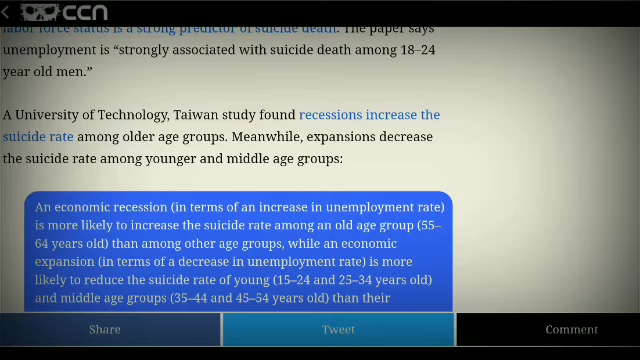 CCN
labor force status is a strong predictor of suicide death. The paper says
unemployment is “strongly associated with suicide death among 18–24
year old men.”
A University of Technology, Taiwan study found recessions increase the
suicide rate among older age groups. Meanwhile, expansions decrease
the suicide rate among younger and middle age groups:
An economic recession (in terms of an increase in unemployment rate)
is more likely to increase the suicide rate among an old age group (55–
64 years old) than among other age groups, while an economic
expansion (in terms of a decrease in unemployment rate) is more
likely to reduce the suicide rate of young (15–24 and 25–34 years old)
and middle age groups (35–44 and 45–54 years old) than their
Share
Tweet
Comment